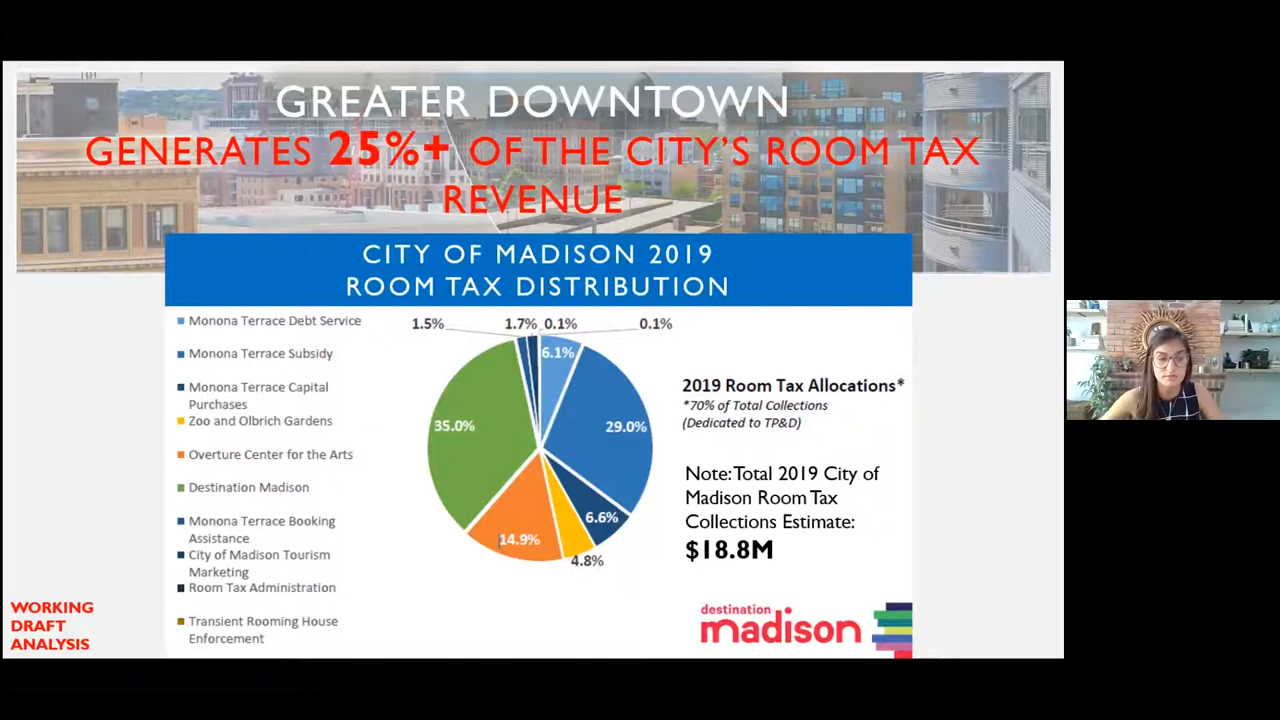 GREATER DOWNTOWN
GENERATES 25%+ OF THE CITY'S ROOM TAX
REVENUE
CITY OF MADISON 2019
ROOM TAX DISTRIBUTION
Monona Terrace Debt Service
Monona Terrace Subsidy
Monona Terrace Capital
Purchases
Zoo and Olbrich Gardens
Overture Center for the Arts
Destination Madison
Monona Terrace Booking
Assistance
City of Madison Tourism
Marketing
Room Tax Administration
Transient Rooming House
Enforcement
1.5%
1.7%
0.1%
0.1%
6.1%
35.0%
29.0%
6.6%
14.9%
4.8%
2019 Room Tax Allocations*
*70% of Total Collections
(Dedicated to TP&D)
Note: Total 2019 City of
Madison Room Tax
Collections Estimate:
$18.8M
destination
madison
WORKING
DRAFT
ANALYSIS